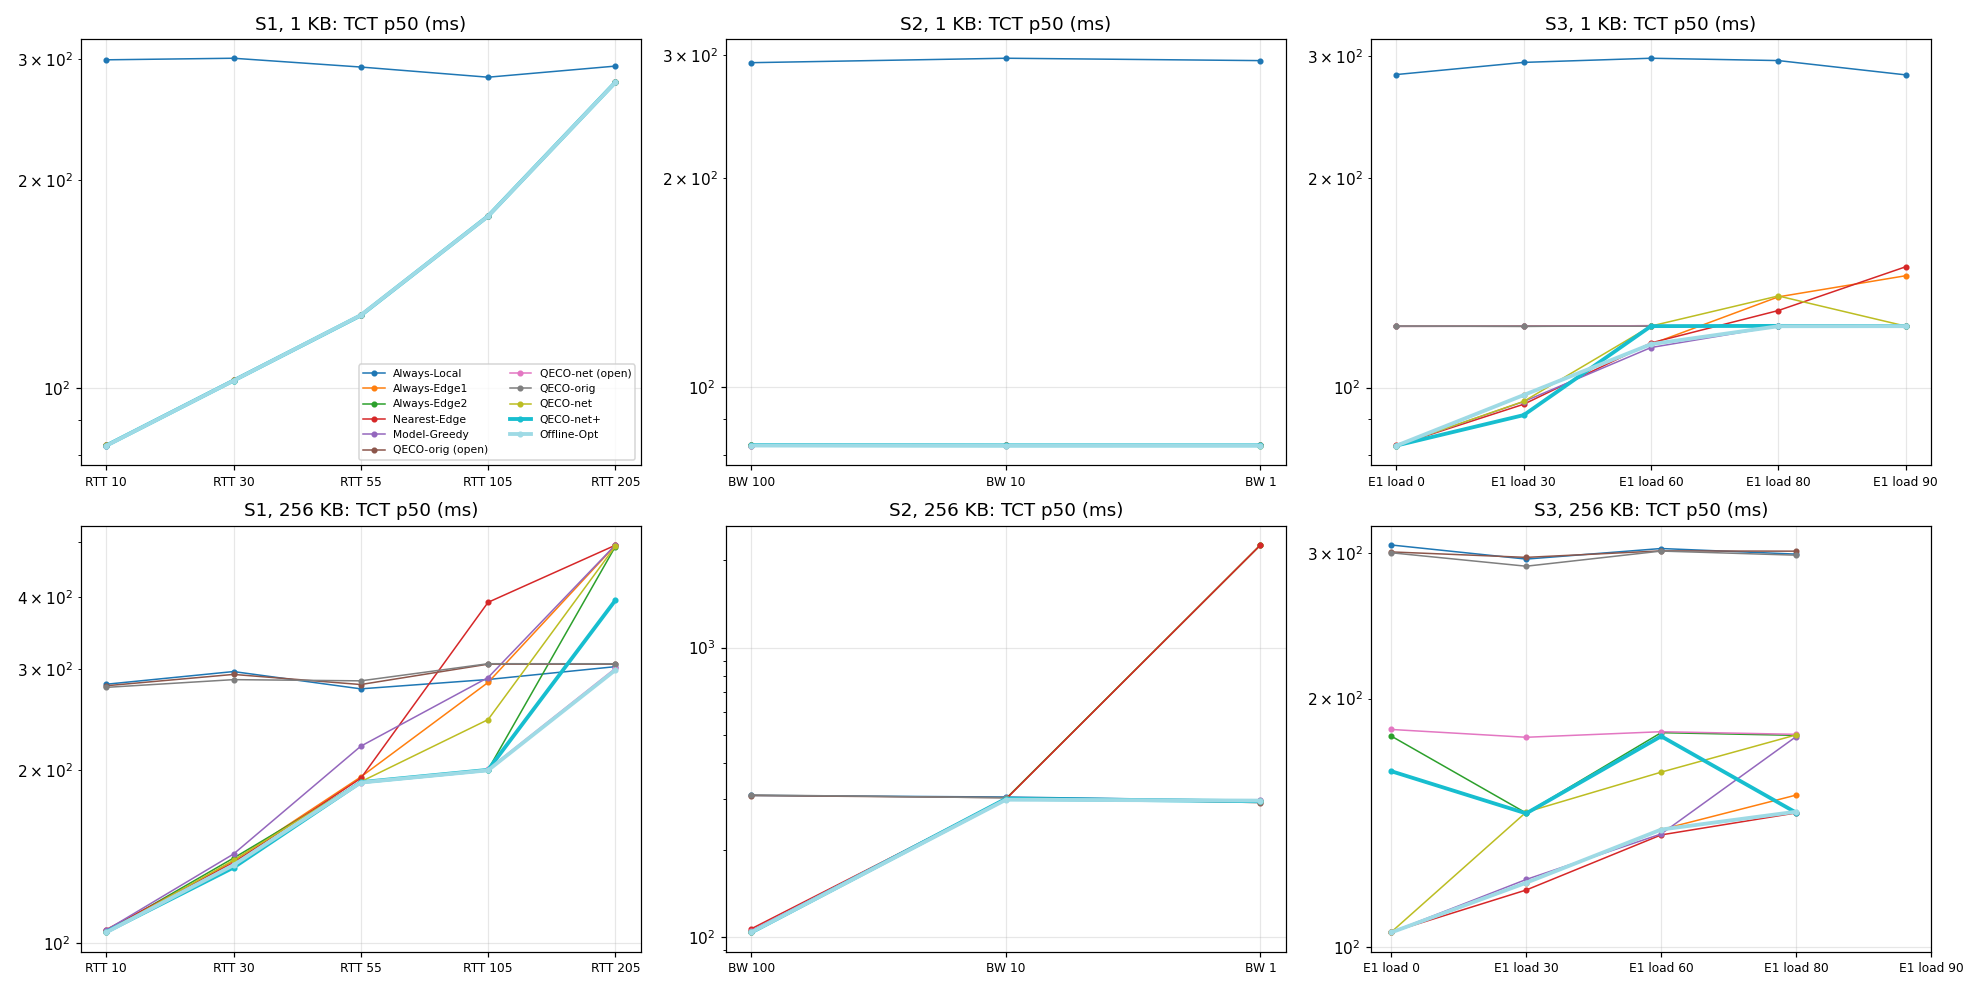 S1, 1 KB: TCT p50 (ms)
3 × 10²
2 × 10²
10²
RTT 10 RTT 30 RTT 55 RTT 105 RTT 205
Always-Local
Always-Edge1
Always-Edge2
Nearest-Edge
Model-Greedy
QECO-orig (open)
QECO-net (open)
QECO-orig
QECO-net
QECO-net+
Offline-Opt
S2, 1 KB: TCT p50 (ms)
3 × 10²
2 × 10²
10²
BW 100 BW 10 BW 1
S3, 1 KB: TCT p50 (ms)
3 × 10²
2 × 10²
10²
E1 load 0 E1 load 30 E1 load 60 E1 load 80 E1 load 90
S1, 256 KB: TCT p50 (ms)
4 × 10²
3 × 10²
2 × 10²
10²
RTT 10 RTT 30 RTT 55 RTT 105 RTT 205
S2, 256 KB: TCT p50 (ms)
10³
10²
BW 100 BW 10 BW 1
S3, 256 KB: TCT p50 (ms)
3 × 10²
2 × 10²
10²
E1 load 0 E1 load 30 E1 load 60 E1 load 80 E1 load 90